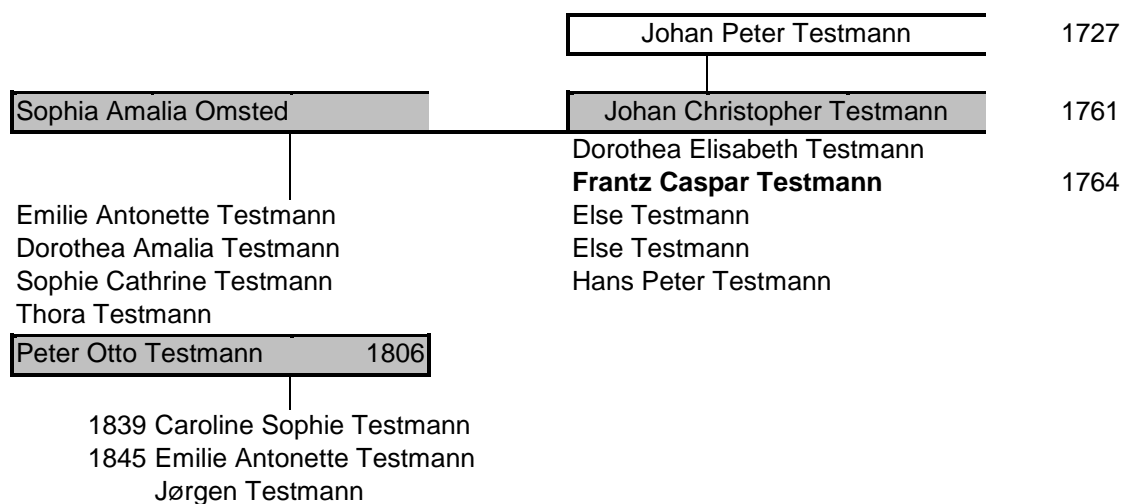 Johan Peter Testmann 1727
Sophia Amalia Omsted Johan Christopher Testmann 1761
Dorothea Elisabeth Testmann
Frantz Caspar Testmann 1764
Emilie Antonette Testmann Else Testmann
Dorothea Amalia Testmann Else Testmann
Sophie Cathrine Testmann Hans Peter Testmann
Thora Testmann
Peter Otto Testmann 1806
1839 Caroline Sophie Testmann
1845 Emilie Antonette Testmann
Jørgen Testmann